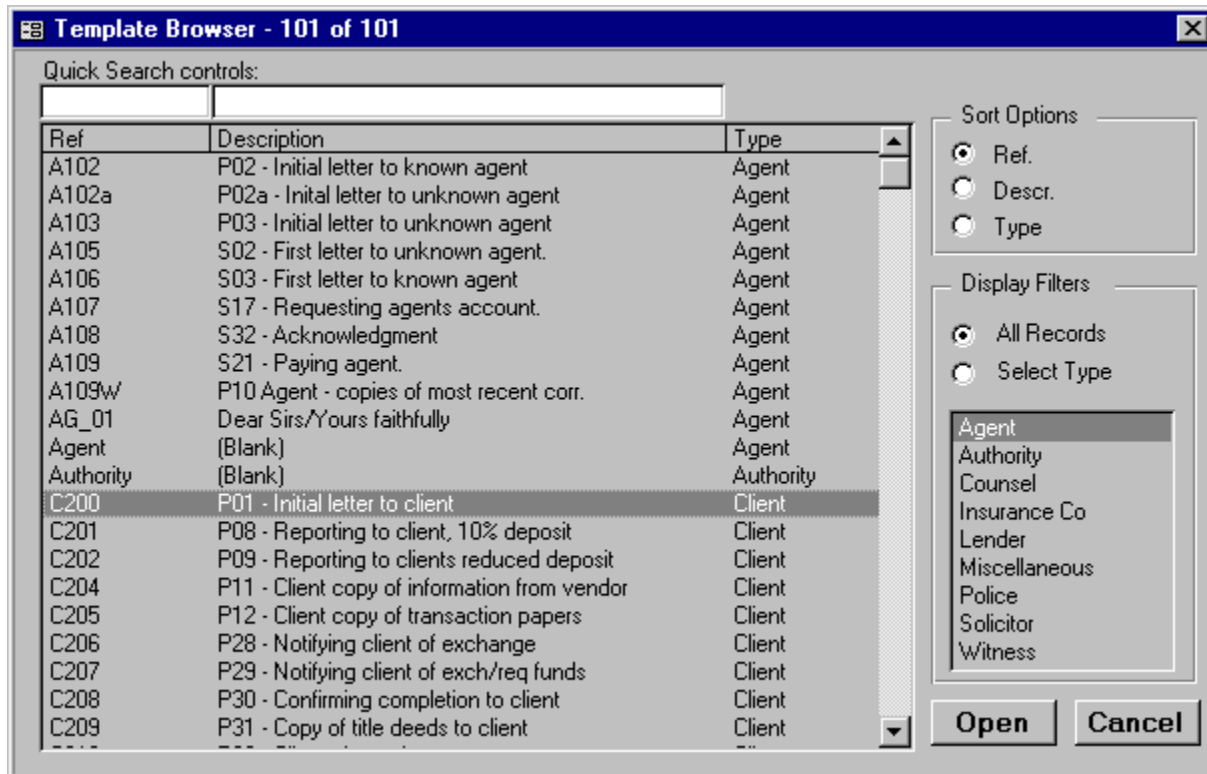 Template Browser - 101 of 101
Quick Search controls:
Ref Description Type
A102 P02 - Initial letter to known agent Agent
A102a P02a - Inital letter to unknown agent Agent
A103 P03 - Initial letter to unknown agent Agent
A105 S02 - First letter to unknown agent. Agent
A106 S03 - First letter to known agent Agent
A107 S17 - Requesting agents account. Agent
A108 S32 - Acknowledgment Agent
A109 S21 - Paying agent. Agent
A109W P10 Agent - copies of most recent corr. Agent
AG_01 Dear Sirs/Yours faithfully Agent
Agent (Blank) Agent
Authority (Blank) Authority
C200 P01 - Initial letter to client Client
C201 P08 - Reporting to client, 10% deposit Client
C202 P09 - Reporting to clients reduced deposit Client
C204 P11 - Client copy of information from vendor Client
C205 P12 - Client copy of transaction papers Client
C206 P28 - Notifying client of exchange Client
C207 P29 - Notifying client of exch/req funds Client
C208 P30 - Confirming completion to client Client
C209 P31 - Copy of title deeds to client Client
Sort Options
Ref.
Descr.
Type
Display Filters
All Records
Select Type
Agent
Authority
Counsel
Insurance Co
Lender
Miscellaneous
Police
Solicitor
Witness
Open Cancel